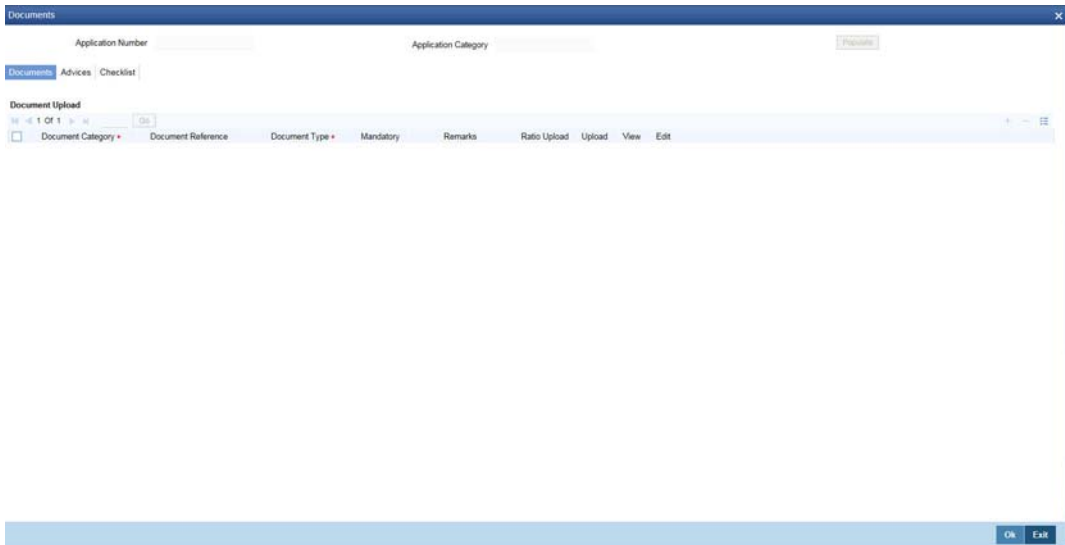 Documents
Application Number Application Category Populate
Documents Advices Checklist
Document Upload
1 Of 1 Go
Document Category * Document Reference Document Type * Mandatory Remarks Ratio Upload Upload View Edit
Ok Exit